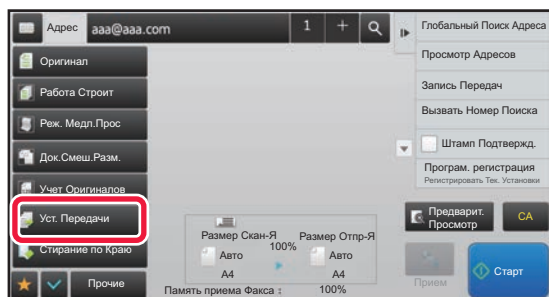 Адрес
aaa@aaa.com
1
+
Оригинал
Работа Строит
Реж. Медл.Прос
Док.Смеш.Разм.
Учет Оригиналов
Уст. Передачи
Стирание по Краю
Прочие
Размер Скан-Я
Размер Отпр-Я
100%
Авто
Авто
A4
A4
Память приема Факса :
100%
Глобальный Поиск Адреса
Просмотр Адресов
Запись Передач
Вызвать Номер Поиска
Штамп Подтвержд.
Програм. регистрация
Регистрировать Тек. Установки
Предварит.
Просмотр
CA
Прием
Старт